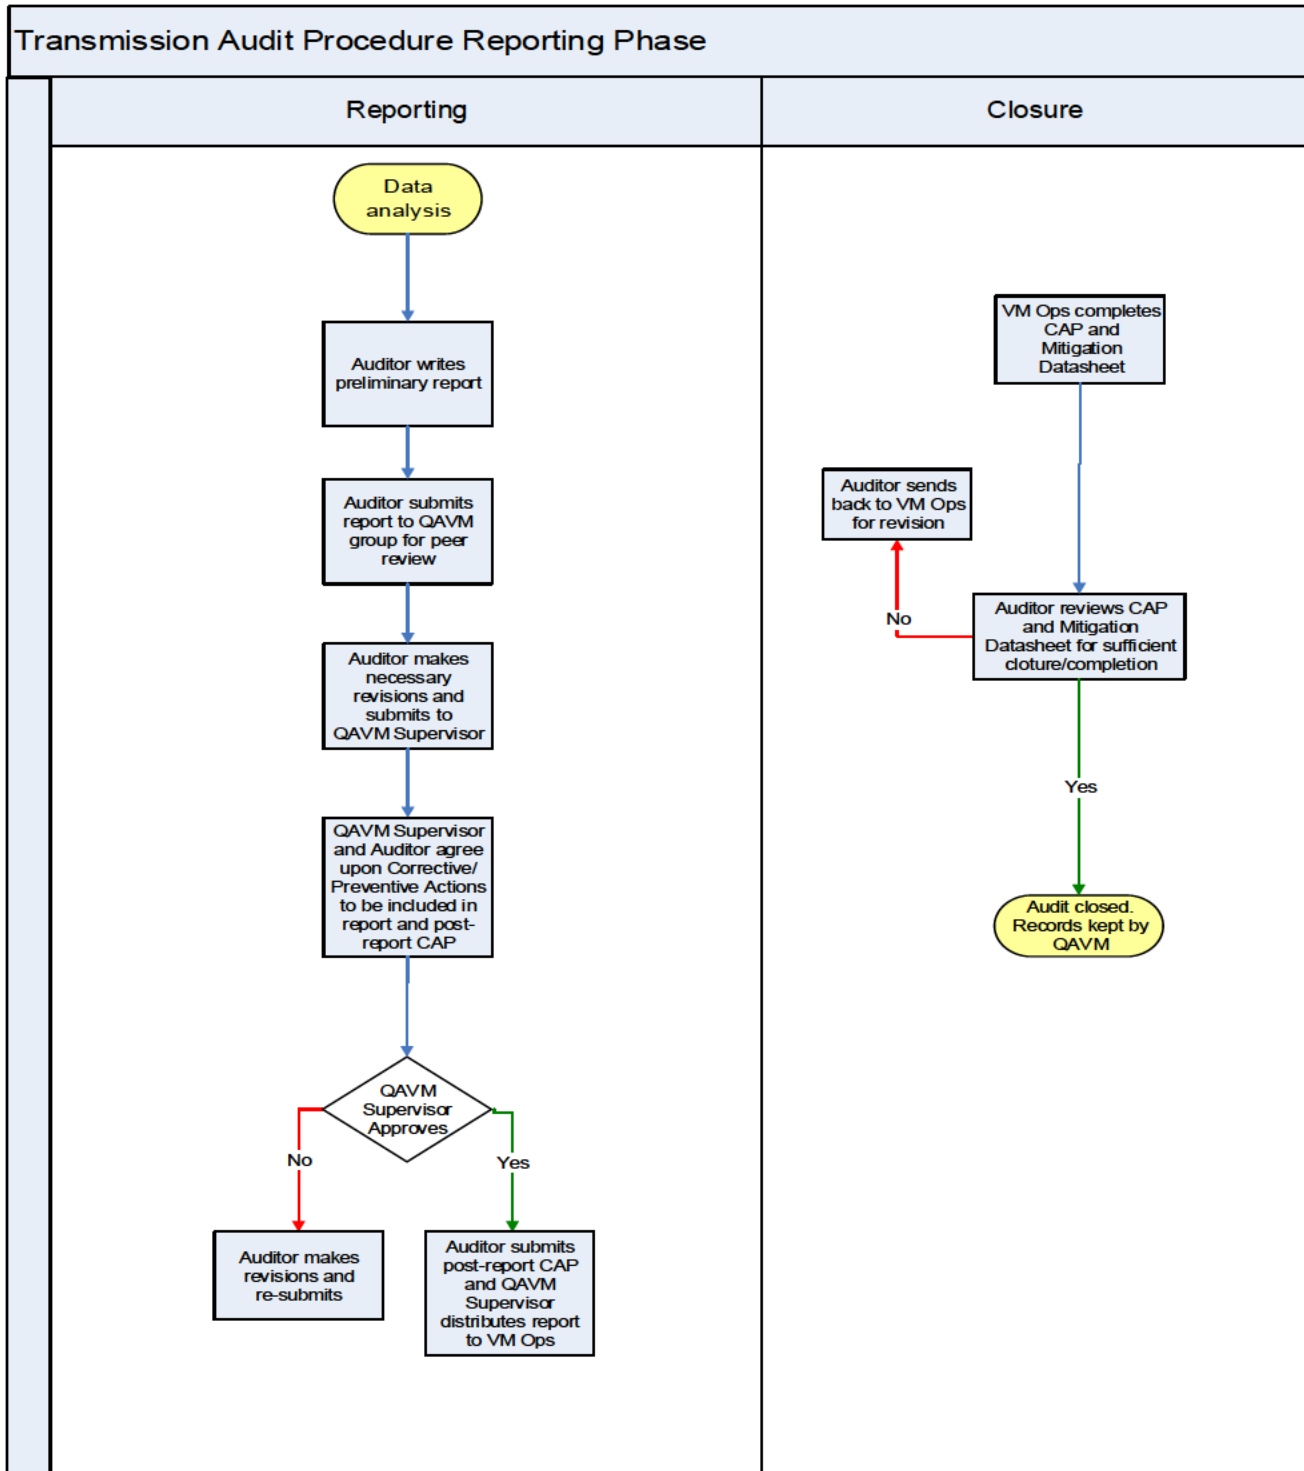 Transmission Audit Procedure Reporting Phase
Reporting
Data
analysis
Auditor writes
preliminary report
Auditor submits
report to QAVM
group for peer
review
Auditor makes
necessary
revisions and
submits to
QAVM Supervisor
QAVM Supervisor
and Auditor agree
upon Corrective/
Preventive Actions
to be included in
report and post-
report CAP
QAVM
Supervisor
Approves
No
Yes
Auditor makes
revisions and
re-submits
Auditor submits
post-report CAP
and QAVM
Supervisor
distributes report
to VM Ops
Closure
VM Ops completes
CAP and
Mitigation
Datasheet
Auditor sends
back to VM Ops
for revision
No
Auditor reviews CAP
and Mitigation
Datasheet for sufficient
cloture/completion
Yes
Audit closed.
Records kept by
QAVM